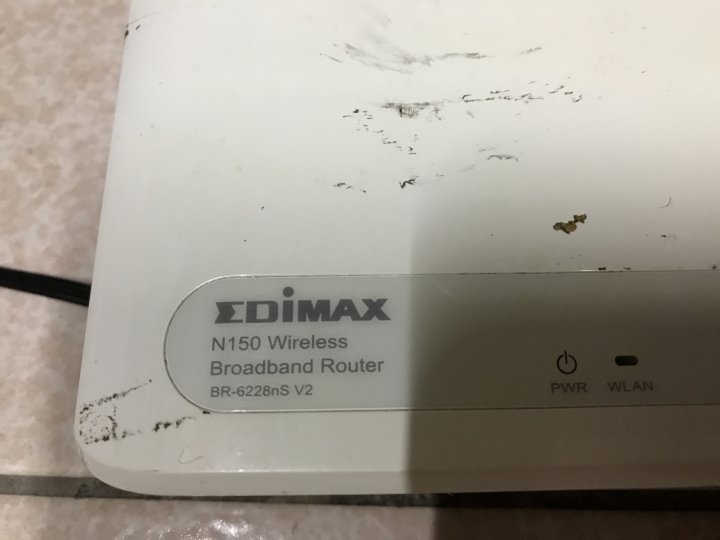 EDiMAX
N150 Wireless
Broadband Router
BR-6228nS V2
PWR WLAN